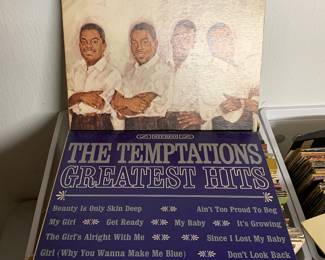 STEREO
THE TEMPTATIONS
GREATEST HITS
Beauty Is Only Skin Deep Ain't Too Proud To Beg
My Girl Get Ready My Baby It's Growing
The Girl's Alright With Me Since I Lost My Baby
Girl (Why You Wanna Make Me Blue) Don't Look Back